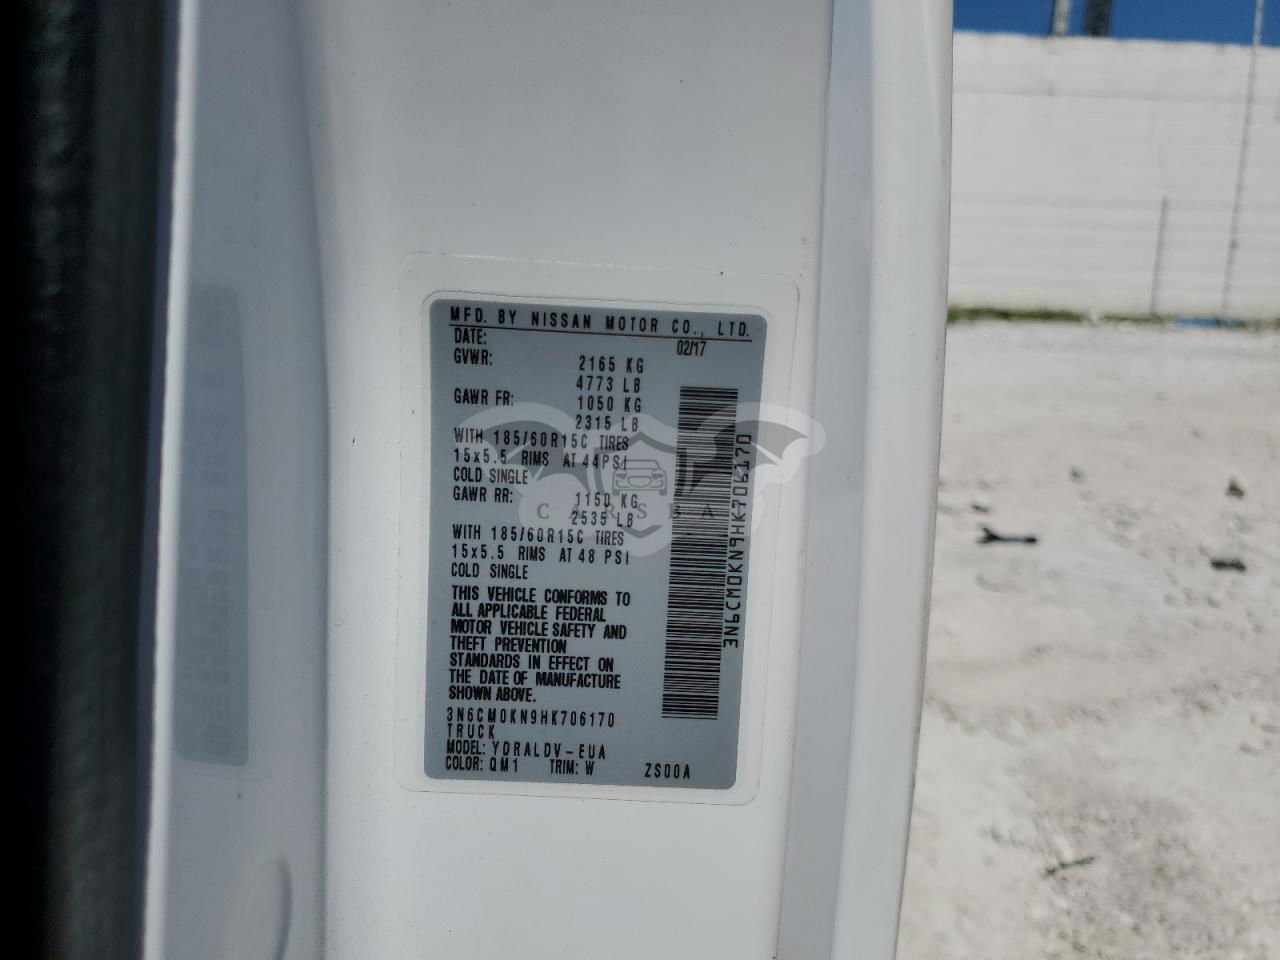 MFD. BY NISSAN MOTOR CO., LTD.
DATE: 02/17
GVWR: 2165 KG
4773 LB
GAWR FR: 1050 KG
2315 LB
WITH 185/60R15C TIRES
15x5.5 RIMS AT 44PSI
COLD SINGLE
GAWR RR: 1150 KG
2535 LB
WITH 185/60R15C TIRES
15x5.5 RIMS AT 48 PSI
COLD SINGLE
THIS VEHICLE CONFORMS TO
ALL APPLICABLE FEDERAL
MOTOR VEHICLE SAFETY AND
THEFT PREVENTION
STANDARDS IN EFFECT ON
THE DATE OF MANUFACTURE
SHOWN ABOVE.
3N6CM0KN9HK706170
TRUCK
MODEL: YDRALDV-EUA
COLOR: QM1 TRIM: W ZS00A
3N6CM0KN9HK706170
CARSEA